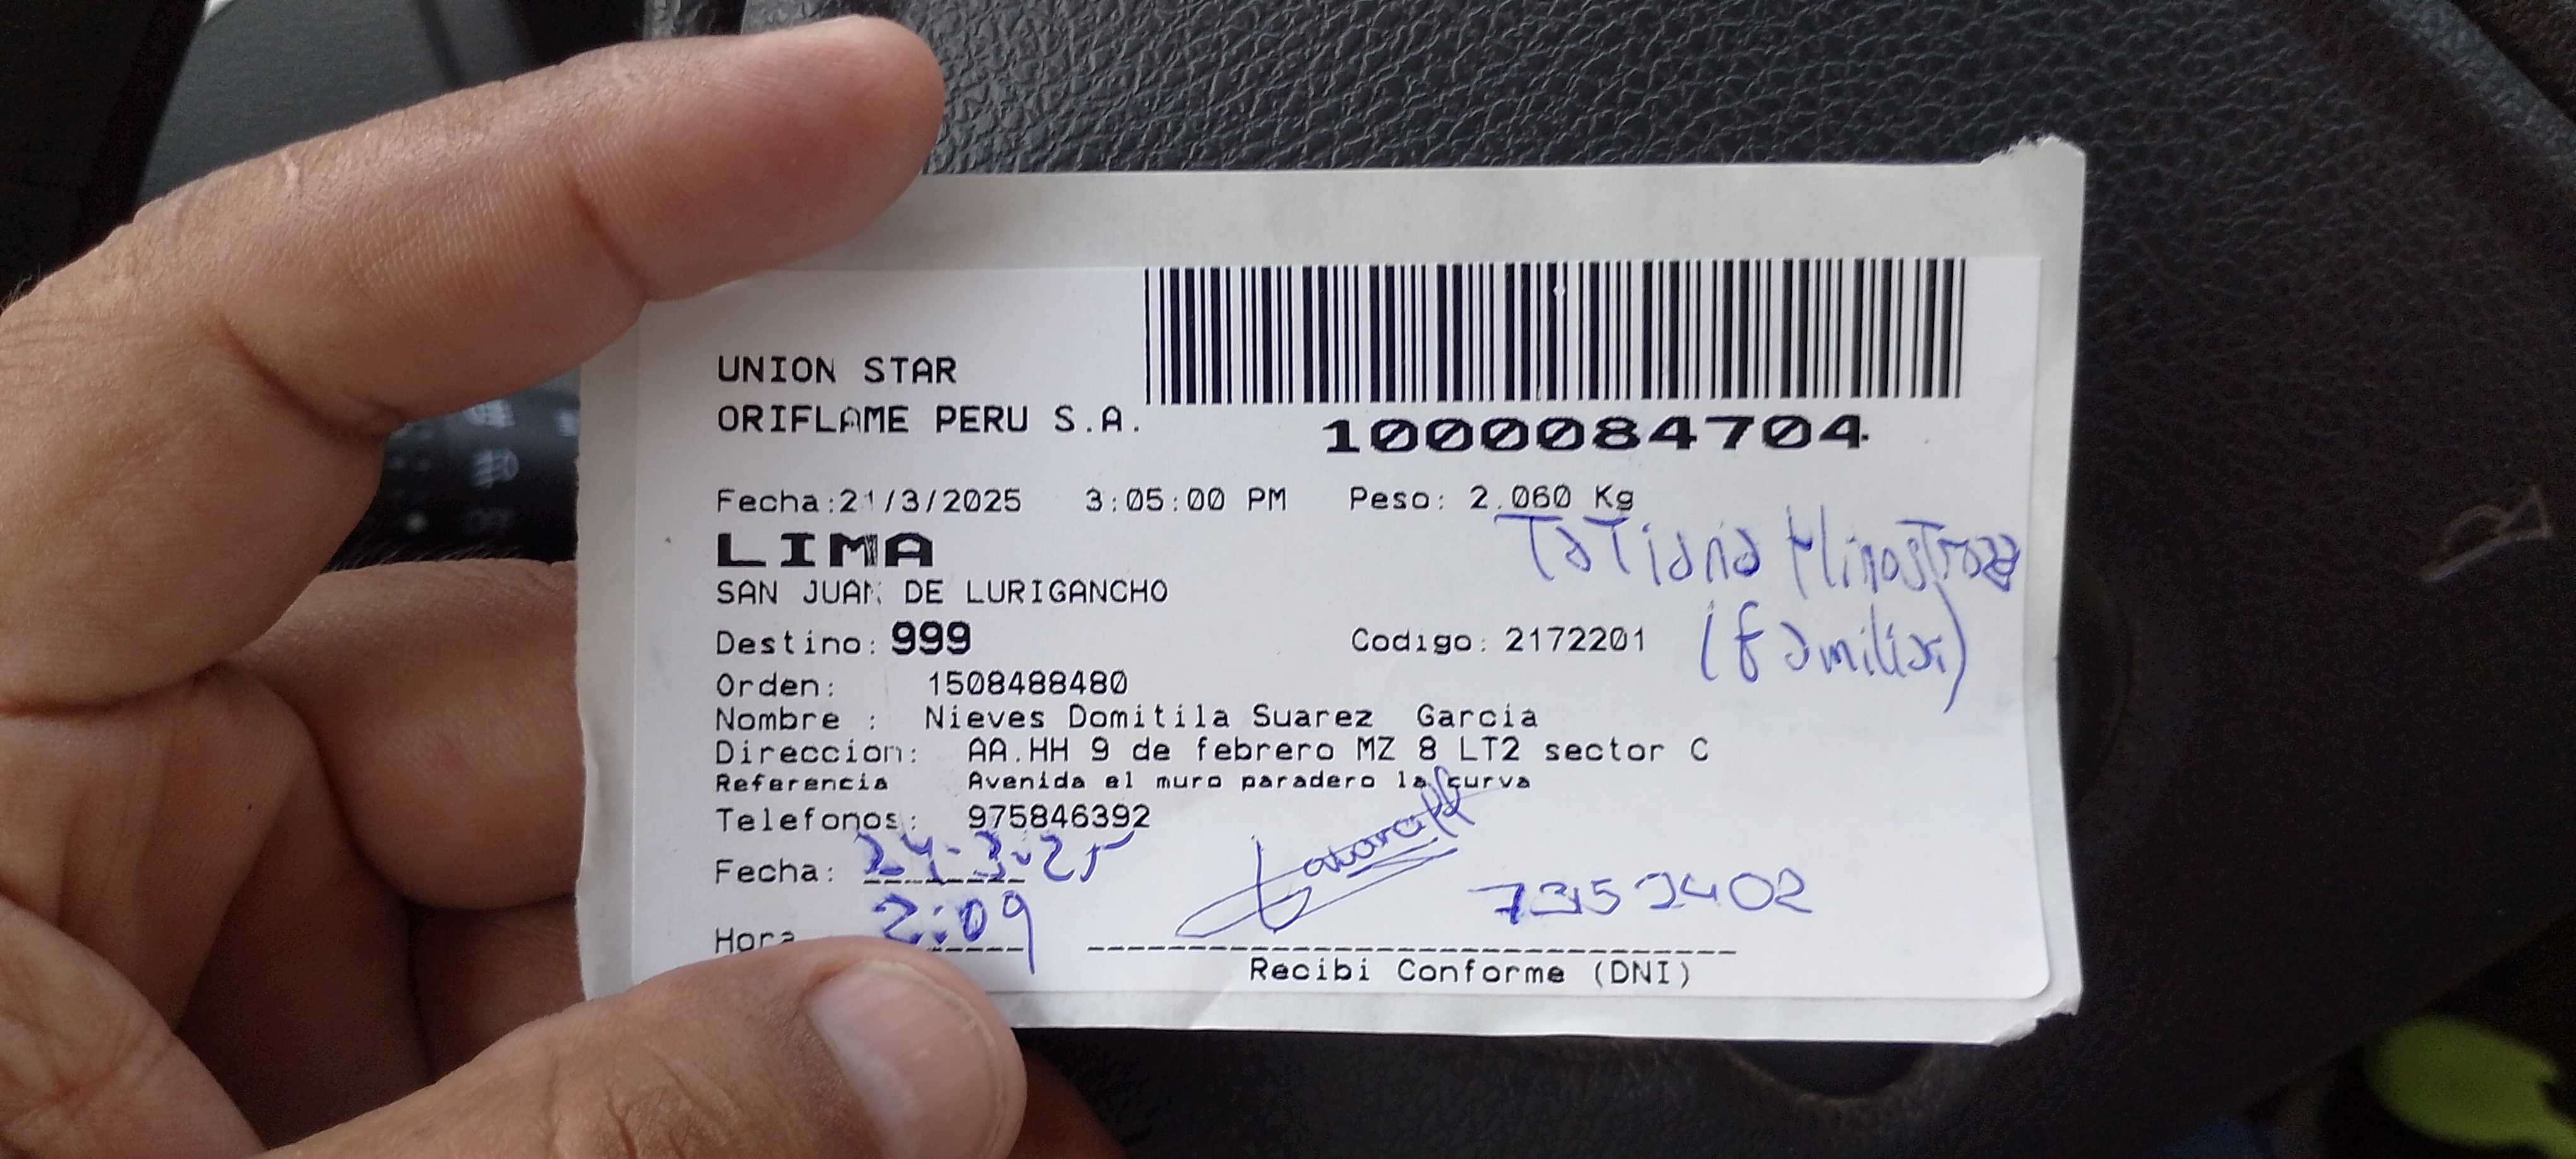 UNION STAR
ORIFLAME PERU S.A.
1000084704
Fecha:21/3/2025 3:05:00 PM Peso: 2.060 Kg
LIMA
Tatiana Hinostroza
SAN JUAN DE LURIGANCHO
Destino: 999 Codigo: 2172201 (familiar)
Orden: 1508488480
Nombre : Nieves Domitila Suarez Garcia
Direccion: AA.HH 9 de febrero MZ 8 LT2 sector C
Referencia Avenida el muro paradero la curva
Telefonos: 975846392
Fecha: 24-3-25
Hora 2:09
Recibi Conforme (DNI)